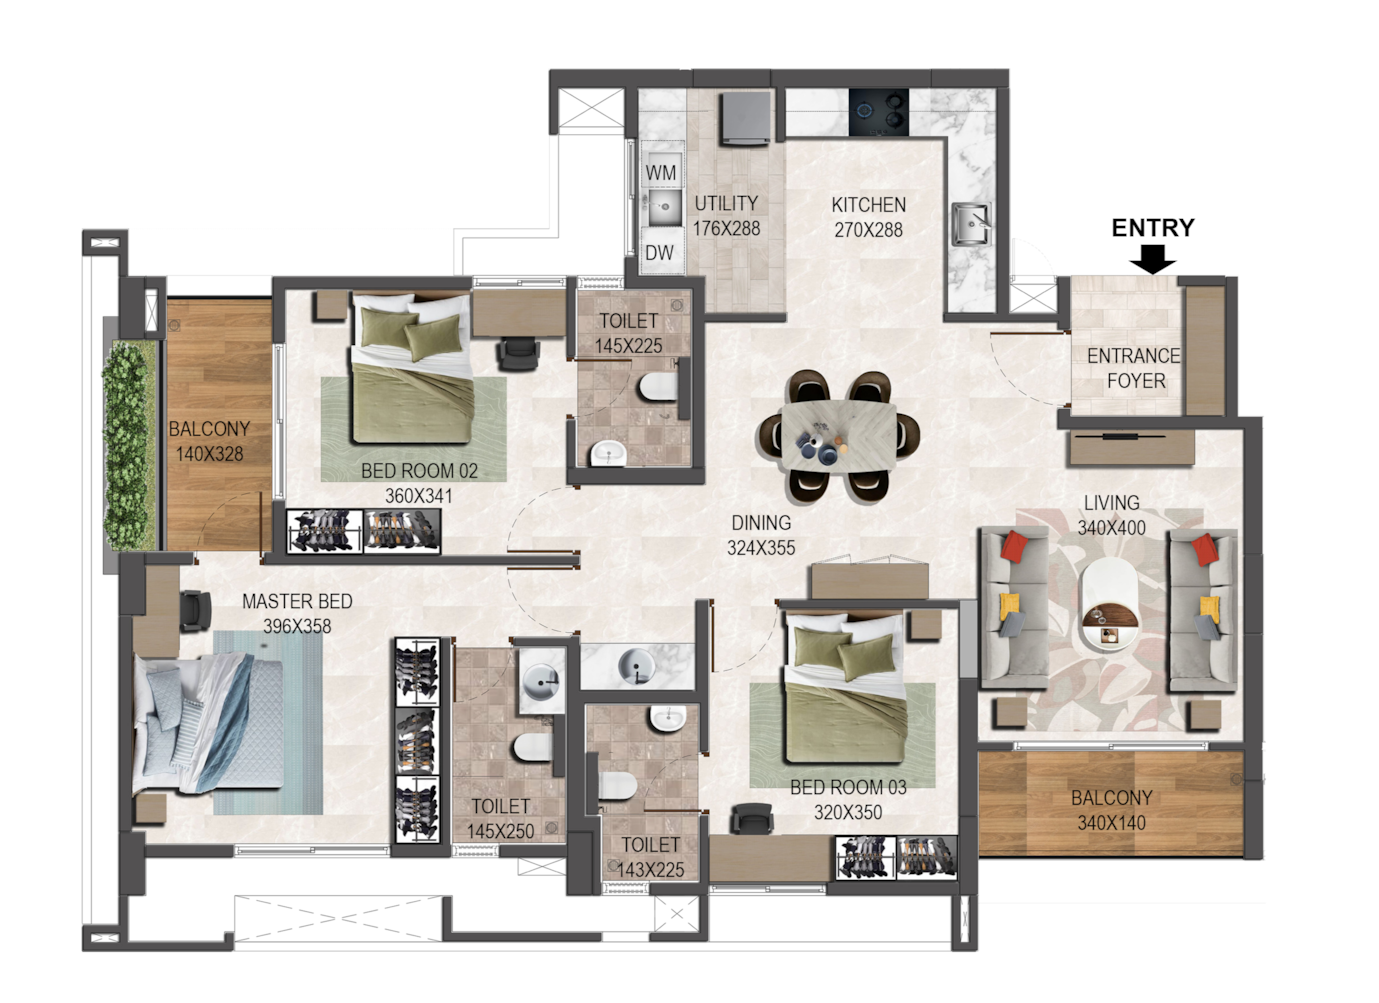 WM
UTILITY
176X288
DW
KITCHEN
270X288
ENTRY
TOILET
145X225
ENTRANCE
FOYER
BALCONY
140X328
BED ROOM 02
360X341
DINING
324X355
LIVING
340X400
MASTER BED
396X358
BED ROOM 03
320X350
BALCONY
340X140
TOILET
145X250
TOILET
143X225